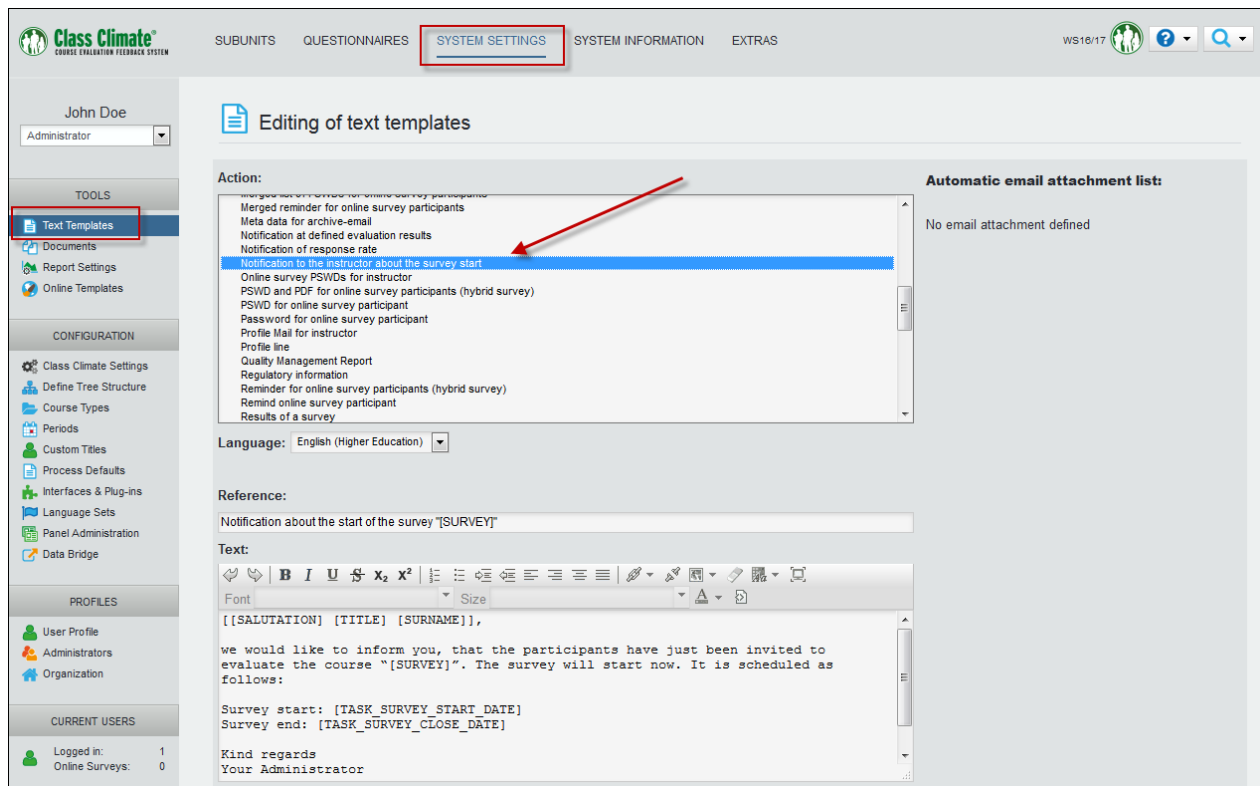 Class Climate®
COURSE EVALUATION FEEDBACK SYSTEM
SUBUNITS QUESTIONNAIRES SYSTEM SETTINGS SYSTEM INFORMATION EXTRAS
WS16/17
John Doe
Administrator
TOOLS
Text Templates
Documents
Report Settings
Online Templates
CONFIGURATION
Class Climate Settings
Define Tree Structure
Course Types
Periods
Custom Titles
Process Defaults
Interfaces & Plug-ins
Language Sets
Panel Administration
Data Bridge
PROFILES
User Profile
Administrators
Organization
CURRENT USERS
Logged in: 1
Online Surveys: 0
Editing of text templates
Action:
Merged list of PSWDs for online survey participants
Merged reminder for online survey participants
Meta data for archive-email
Notification at defined evaluation results
Notification of response rate
Notification to the instructor about the survey start
Online survey PSWDs for instructor
PSWD and PDF for online survey participants (hybrid survey)
PSWD for online survey participant
Password for online survey participant
Profile Mail for instructor
Profile line
Quality Management Report
Regulatory information
Reminder for online survey participants (hybrid survey)
Remind online survey participant
Results of a survey
Language: English (Higher Education)
Reference:
Notification about the start of the survey "[SURVEY]"
Text:
B I U S X₂ X²
Font Size A
[[SALUTATION] [TITLE] [SURNAME]],
we would like to inform you, that the participants have just been invited to
evaluate the course “[SURVEY]”. The survey will start now. It is scheduled as
follows:
Survey start: [TASK_SURVEY_START_DATE]
Survey end: [TASK_SURVEY_CLOSE_DATE]
Kind regards
Your Administrator
Automatic email attachment list:
No email attachment defined